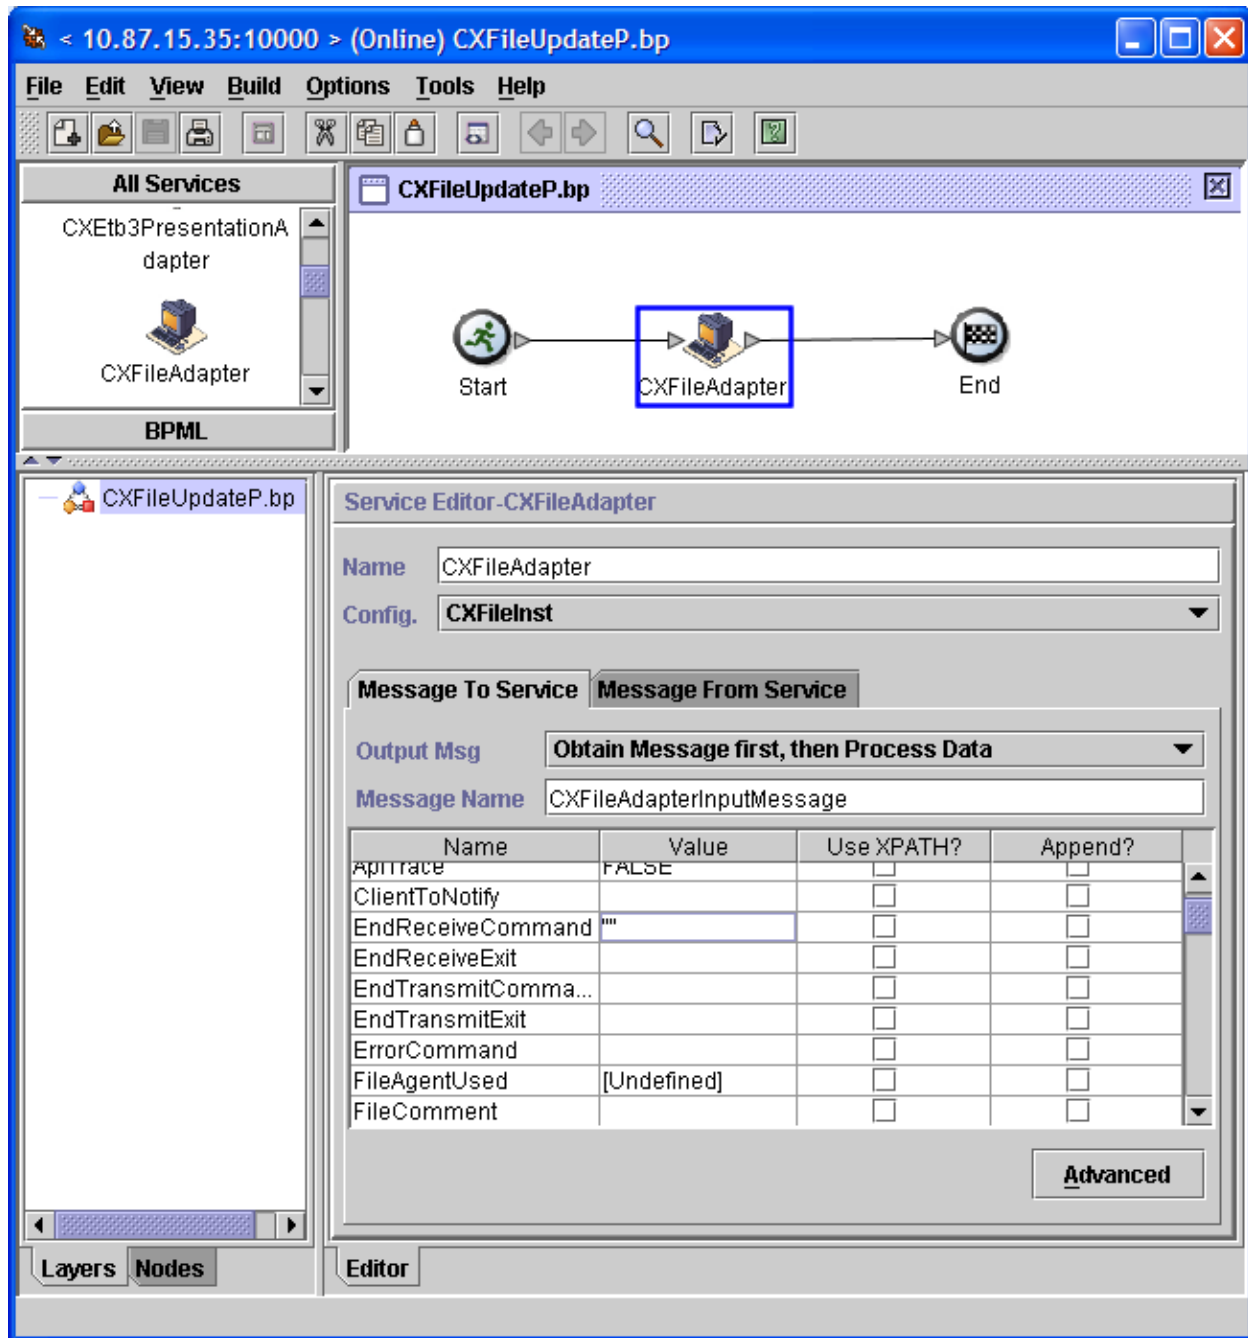 < 10.87.15.35:10000 > (Online) CXFileUpdateP.bp
File Edit View Build Options Tools Help
All Services
CXEtb3PresentationA
dapter
CXFileAdapter
BPML
CXFileUpdateP.bp
Start
CXFileAdapter
End
CXFileUpdateP.bp
Layers Nodes
Service Editor-CXFileAdapter
Name CXFileAdapter
Config. CXFileInst
Message To Service Message From Service
Output Msg Obtain Message first, then Process Data
Message Name CXFileAdapterInputMessage
Name Value Use XPATH? Append?
ApiTrace FALSE
ClientToNotify
EndReceiveCommand ""
EndReceiveExit
EndTransmitComma...
EndTransmitExit
ErrorCommand
FileAgentUsed [Undefined]
FileComment
Advanced
Editor